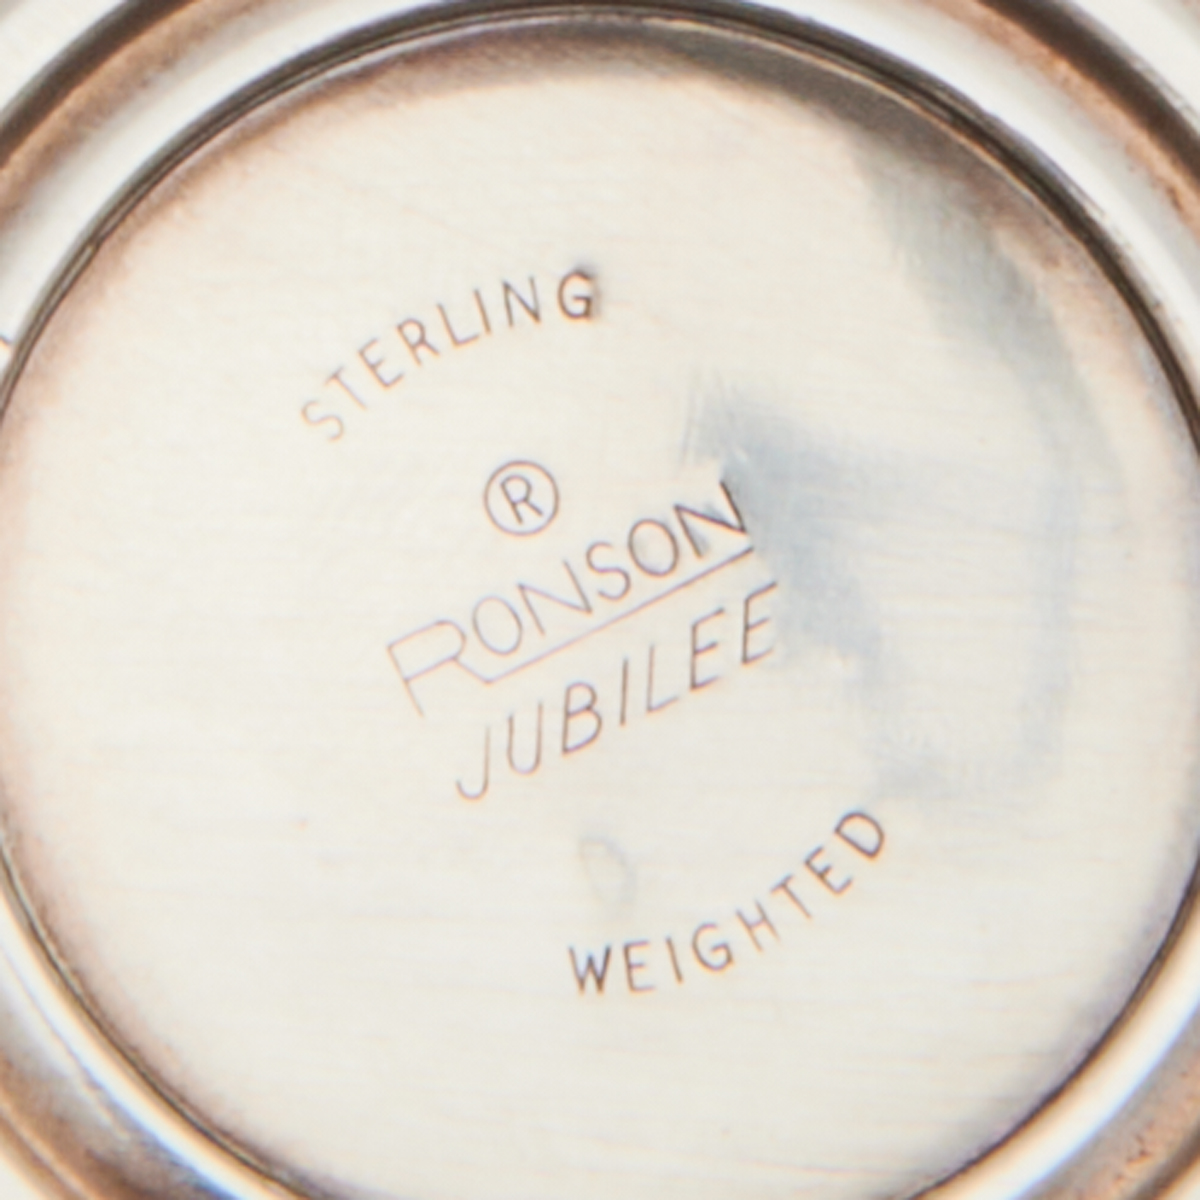 STERLING
®
RONSON
JUBILEE
WEIGHTED